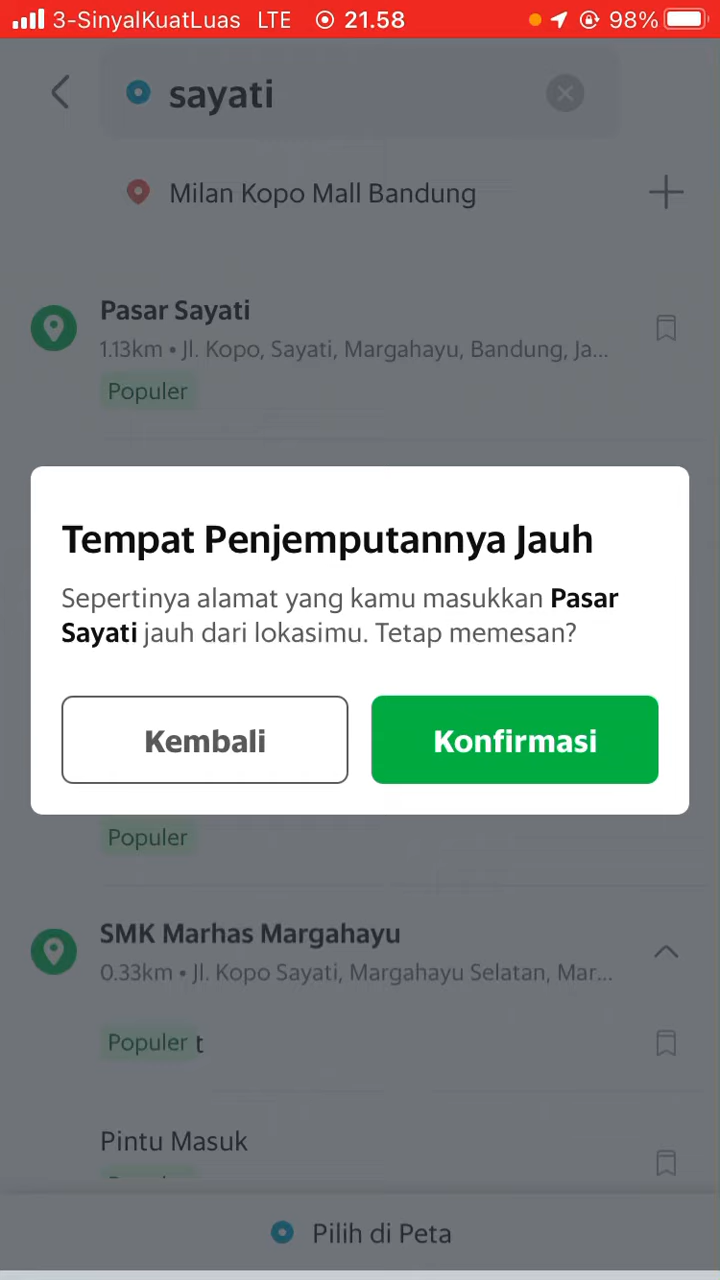 3-SinyalKuatLuas LTE 21.58 98%
sayati
Milan Kopo Mall Bandung
Pasar Sayati
1.13km • Jl. Kopo, Sayati, Margahayu, Bandung, Ja...
Populer
Tempat Penjemputannya Jauh
Sepertinya alamat yang kamu masukkan Pasar
Sayati jauh dari lokasimu. Tetap memesan?
Kembali Konfirmasi
Populer
SMK Marhas Margahayu
0.33km • Jl. Kopo Sayati, Margahayu Selatan, Mar...
Populer t
Pintu Masuk
Pilih di Peta